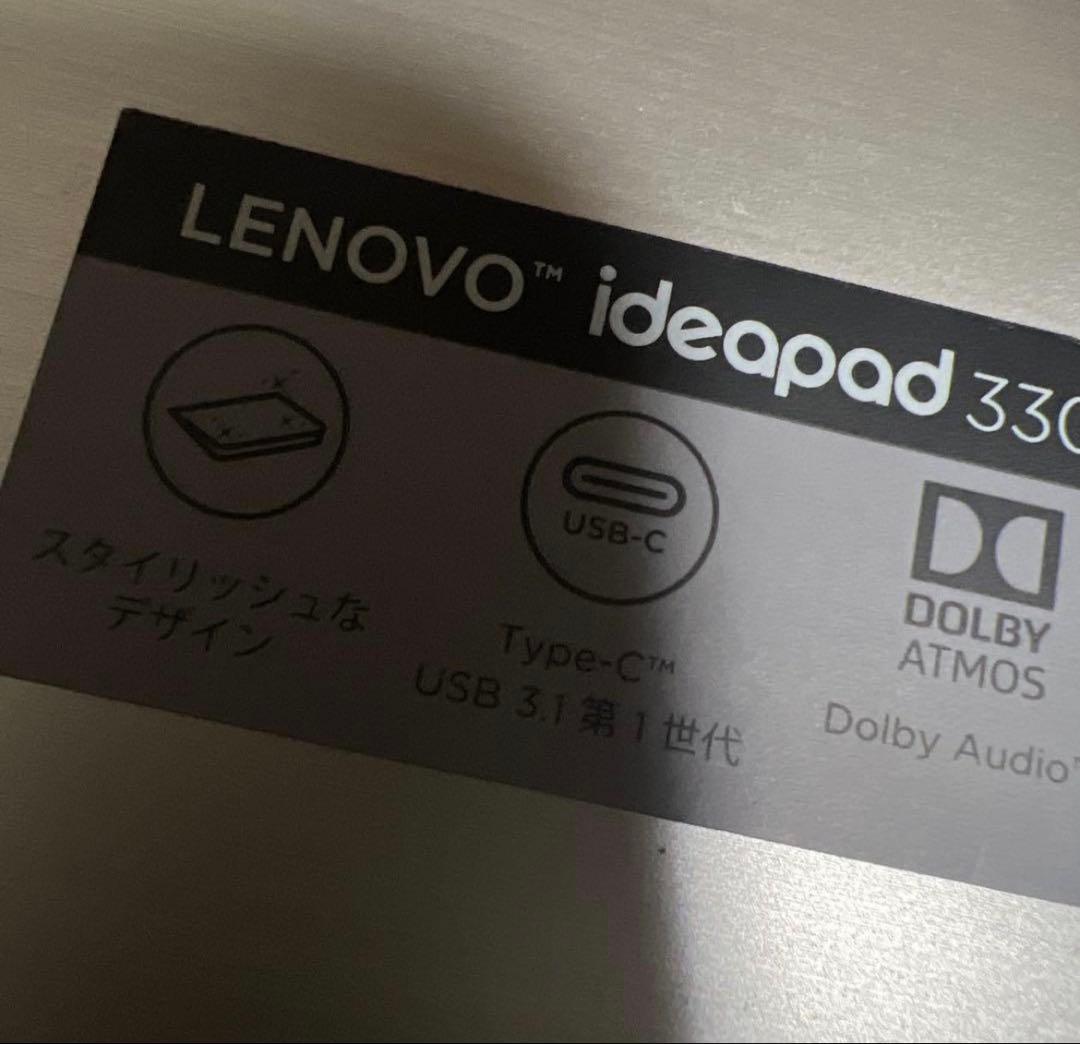 LENOVO™ ideapad 330
スタイリッシュな
デザイン
USB-C
Type-C™
USB 3.1 第 1 世代
DOLBY
ATMOS
Dolby Audio™